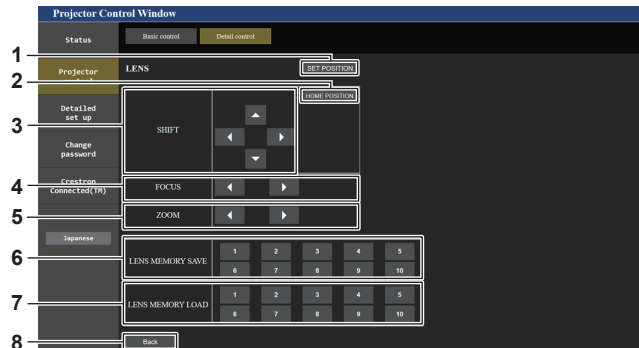 Projector Control Window
Status
Basic control
Detail control
1
Projector
LENS
SET POSITION
2
HOME POSITION
Detailed
set up
3
SHIFT
Change
password
Crestron
Connected(TM)
4
FOCUS
5
ZOOM
Japanese
6
LENS MEMORY SAVE
1 2 3 4 5
6 7 8 9 10
7
LENS MEMORY LOAD
1 2 3 4 5
6 7 8 9 10
8
Back